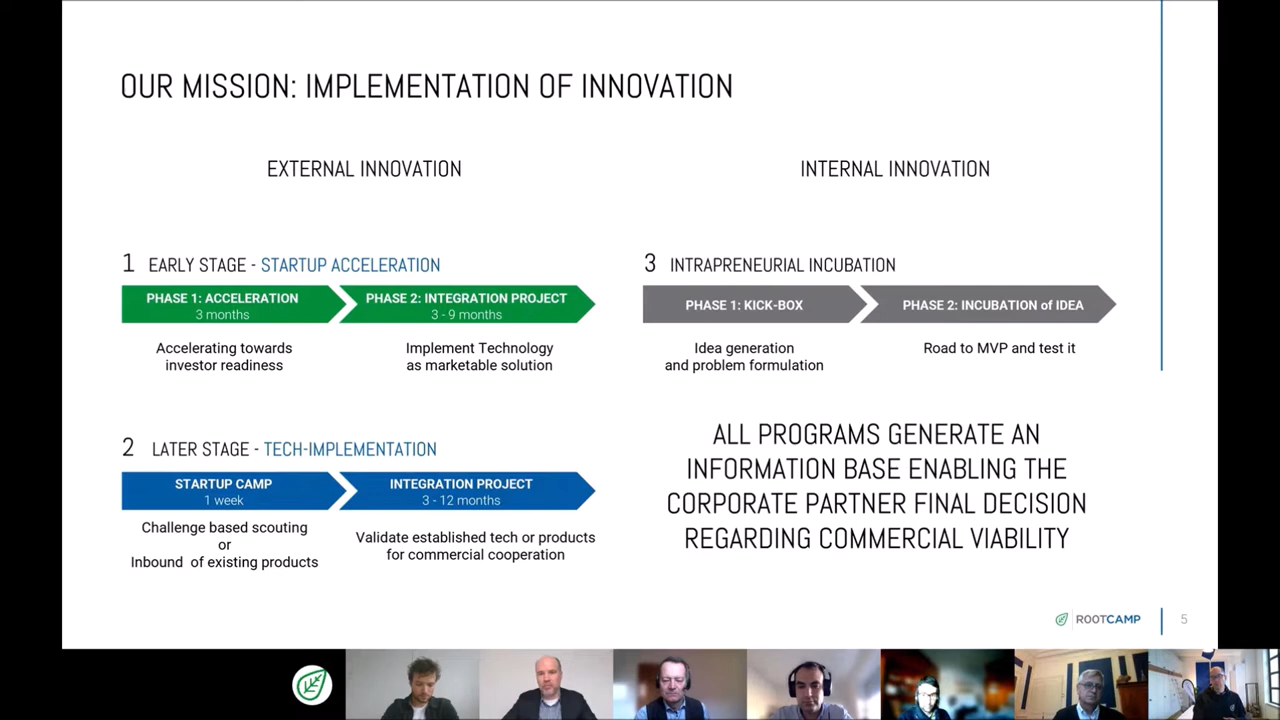 OUR MISSION: IMPLEMENTATION OF INNOVATION
EXTERNAL INNOVATION
1 EARLY STAGE - STARTUP ACCELERATION
PHASE 1: ACCELERATION
3 months
PHASE 2: INTEGRATION PROJECT
3 - 9 months
Accelerating towards
investor readiness
Implement Technology
as marketable solution
2 LATER STAGE - TECH-IMPLEMENTATION
STARTUP CAMP
1 week
INTEGRATION PROJECT
3 - 12 months
Challenge based scouting
or
Inbound of existing products
Validate established tech or products
for commercial cooperation
INTERNAL INNOVATION
3 INTRAPRENEURIAL INCUBATION
PHASE 1: KICK-BOX
PHASE 2: INCUBATION of IDEA
Idea generation
and problem formulation
Road to MVP and test it
ALL PROGRAMS GENERATE AN
INFORMATION BASE ENABLING THE
CORPORATE PARTNER FINAL DECISION
REGARDING COMMERCIAL VIABILITY
ROOTCAMP
5